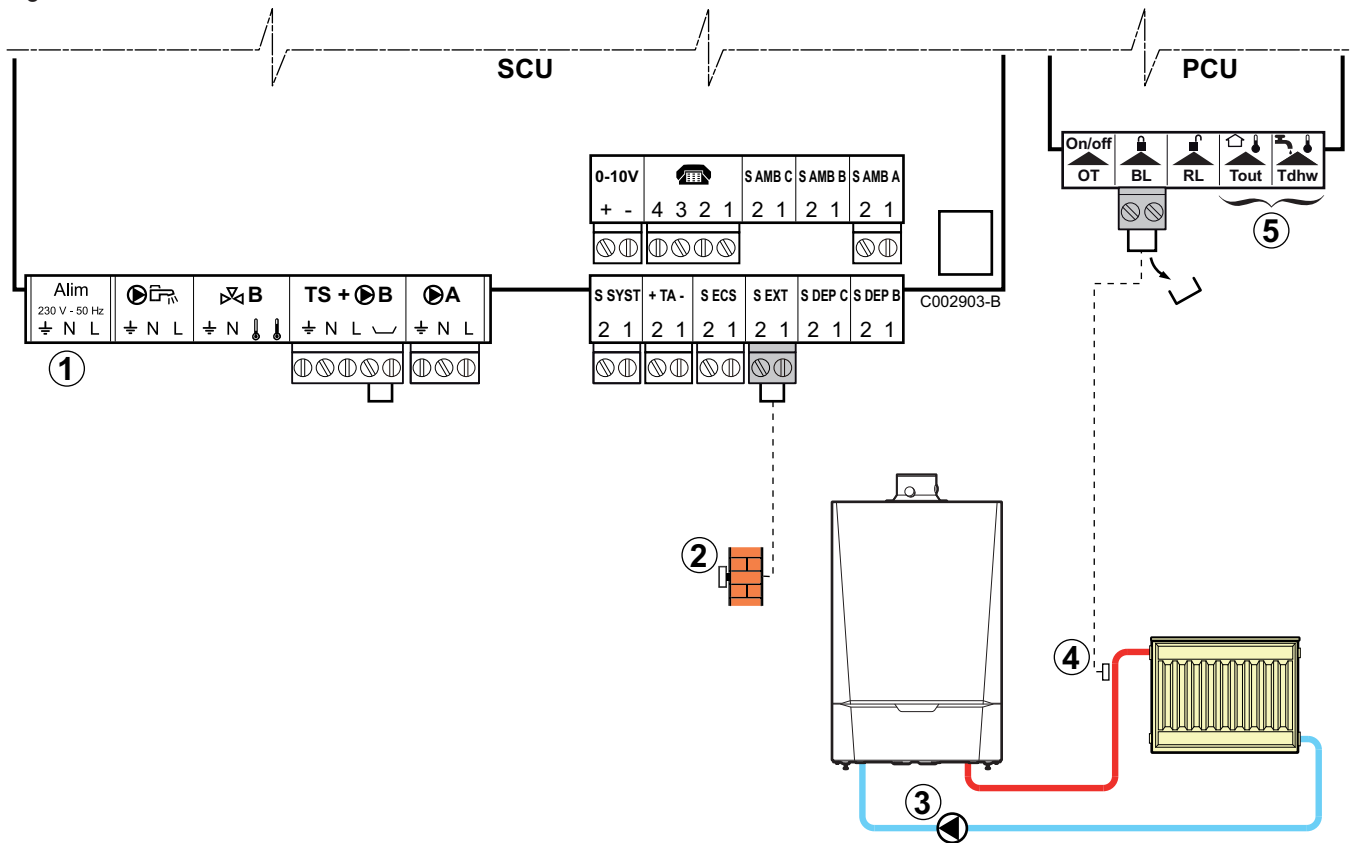 SCU
PCU
On/off
OT BL RL Tout Tdhw
5
0-10V S AMB C S AMB B S AMB A
+ - 4 3 2 1 2 1 2 1 2 1
C002903-B
Alim
230 V - 50 Hz
N L
N L
B
N
TS + B
N L
A
N L
S SYST + TA - S ECS S EXT S DEP C S DEP B
2 1 2 1 2 1 2 1 2 1 2 1
1
2
4
3